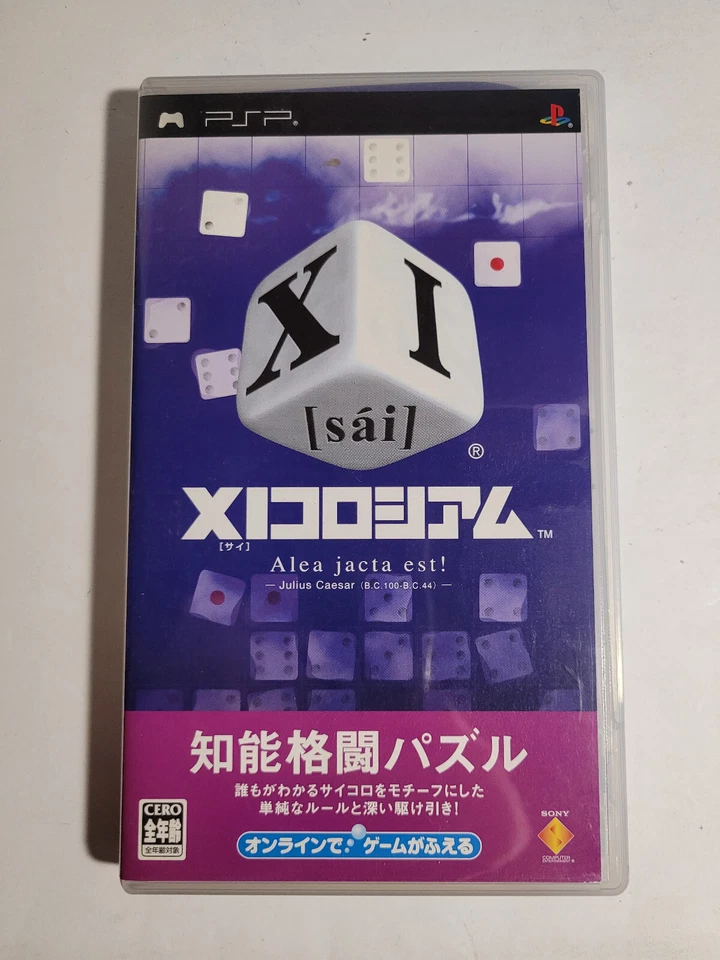 PSP®
XI
[sái]
®
XIコロシアム™
[サイ]
Alea jacta est!
— Julius Caesar (B.C.100-B.C.44) —
知能格闘パズル
誰もがわかるサイコロをモチーフにした
単純なルールと深い駆け引き!
オンラインで:ゲームがふえる
CERO
全年齢
全年齢対象
SONY
COMPUTER
ENTERTAINMENT®